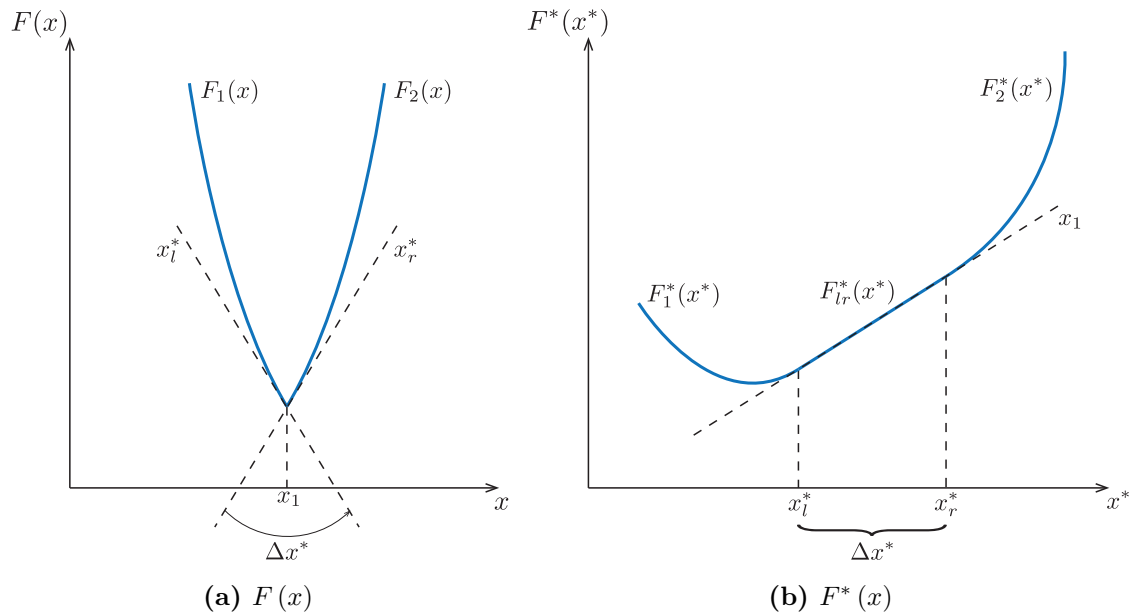 F(x)
F_1(x)
F_2(x)
x_l^*
x_r^*
x_1
x
Δx^*
(a) F (x)
F^*(x^*)
F_2^*(x^*)
x_1
F_1^*(x^*)
F_{lr}^*(x^*)
x_l^*
x_r^*
x^*
Δx^*
(b) F^* (x)